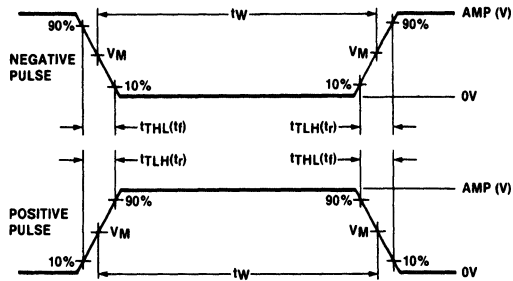 tW
AMP (V)
90%
90%
NEGATIVE
PULSE
VM
VM
10%
10%
0V
tTHL(tf)
tTLH(tr)
tTLH(tr)
tTHL(tf)
AMP (V)
90%
90%
POSITIVE
PULSE
VM
VM
10%
10%
tW
0V